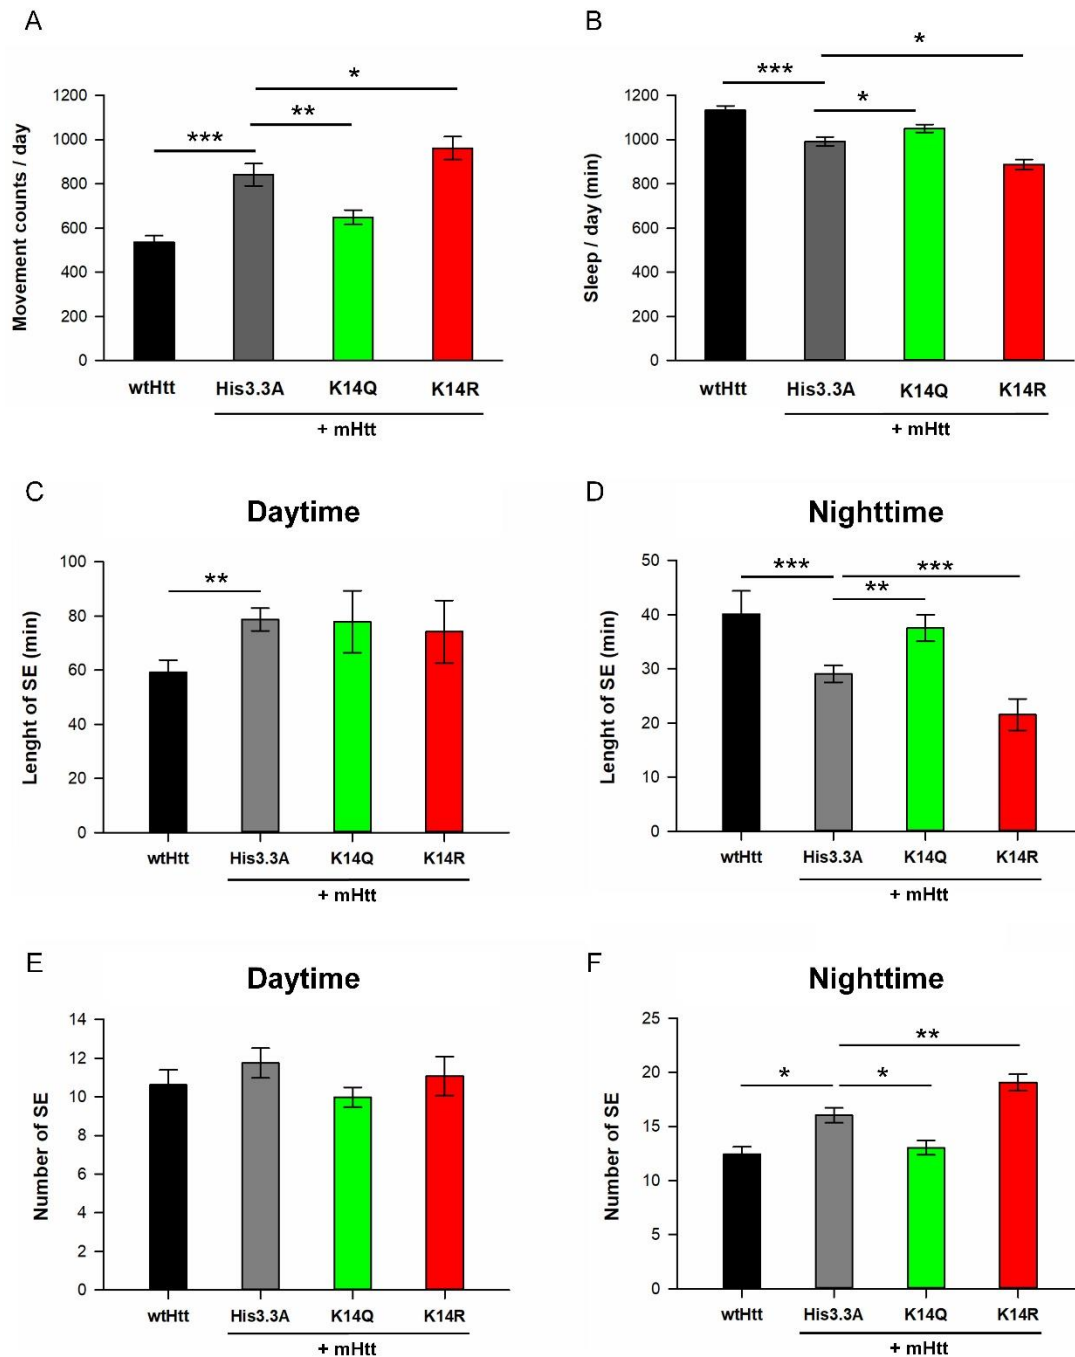 A
Movement counts / day
1200
1000
800
600
400
200
0
***
**
*
wtHtt His3.3A K14Q K14R
+ mHtt
B
Sleep / day (min)
1200
1000
800
600
400
200
0
***
*
*
wtHtt His3.3A K14Q K14R
+ mHtt
C
Daytime
Lenght of SE (min)
100
80
60
40
20
0
**
wtHtt His3.3A K14Q K14R
+ mHtt
D
Nighttime
Lenght of SE (min)
50
40
30
20
10
0
***
**
***
wtHtt His3.3A K14Q K14R
+ mHtt
E
Daytime
Number of SE
14
12
10
8
6
4
2
0
wtHtt His3.3A K14Q K14R
+ mHtt
F
Nighttime
Number of SE
25
20
15
10
5
0
*
*
**
wtHtt His3.3A K14Q K14R
+ mHtt